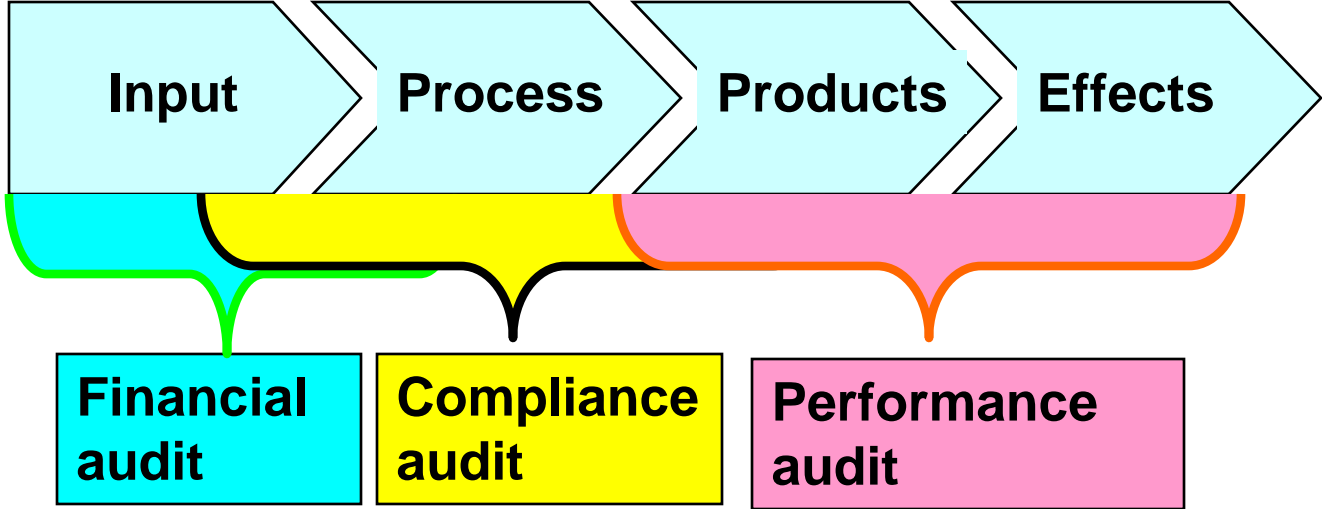 Input
Process
Products
Effects
Financial
audit
Compliance
audit
Performance
audit